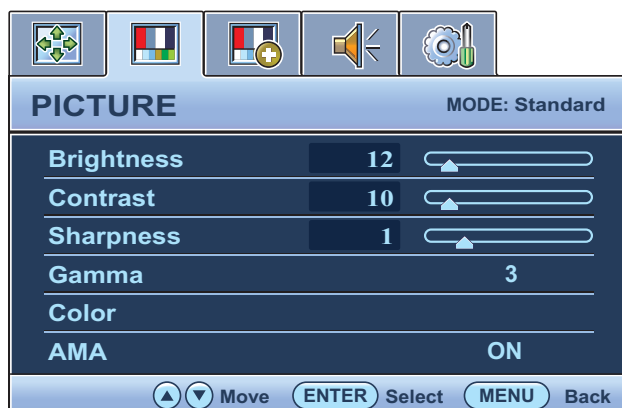 PICTURE MODE: Standard
Brightness 12
Contrast 10
Sharpness 1
Gamma 3
Color
AMA ON
Move ENTER Select MENU Back